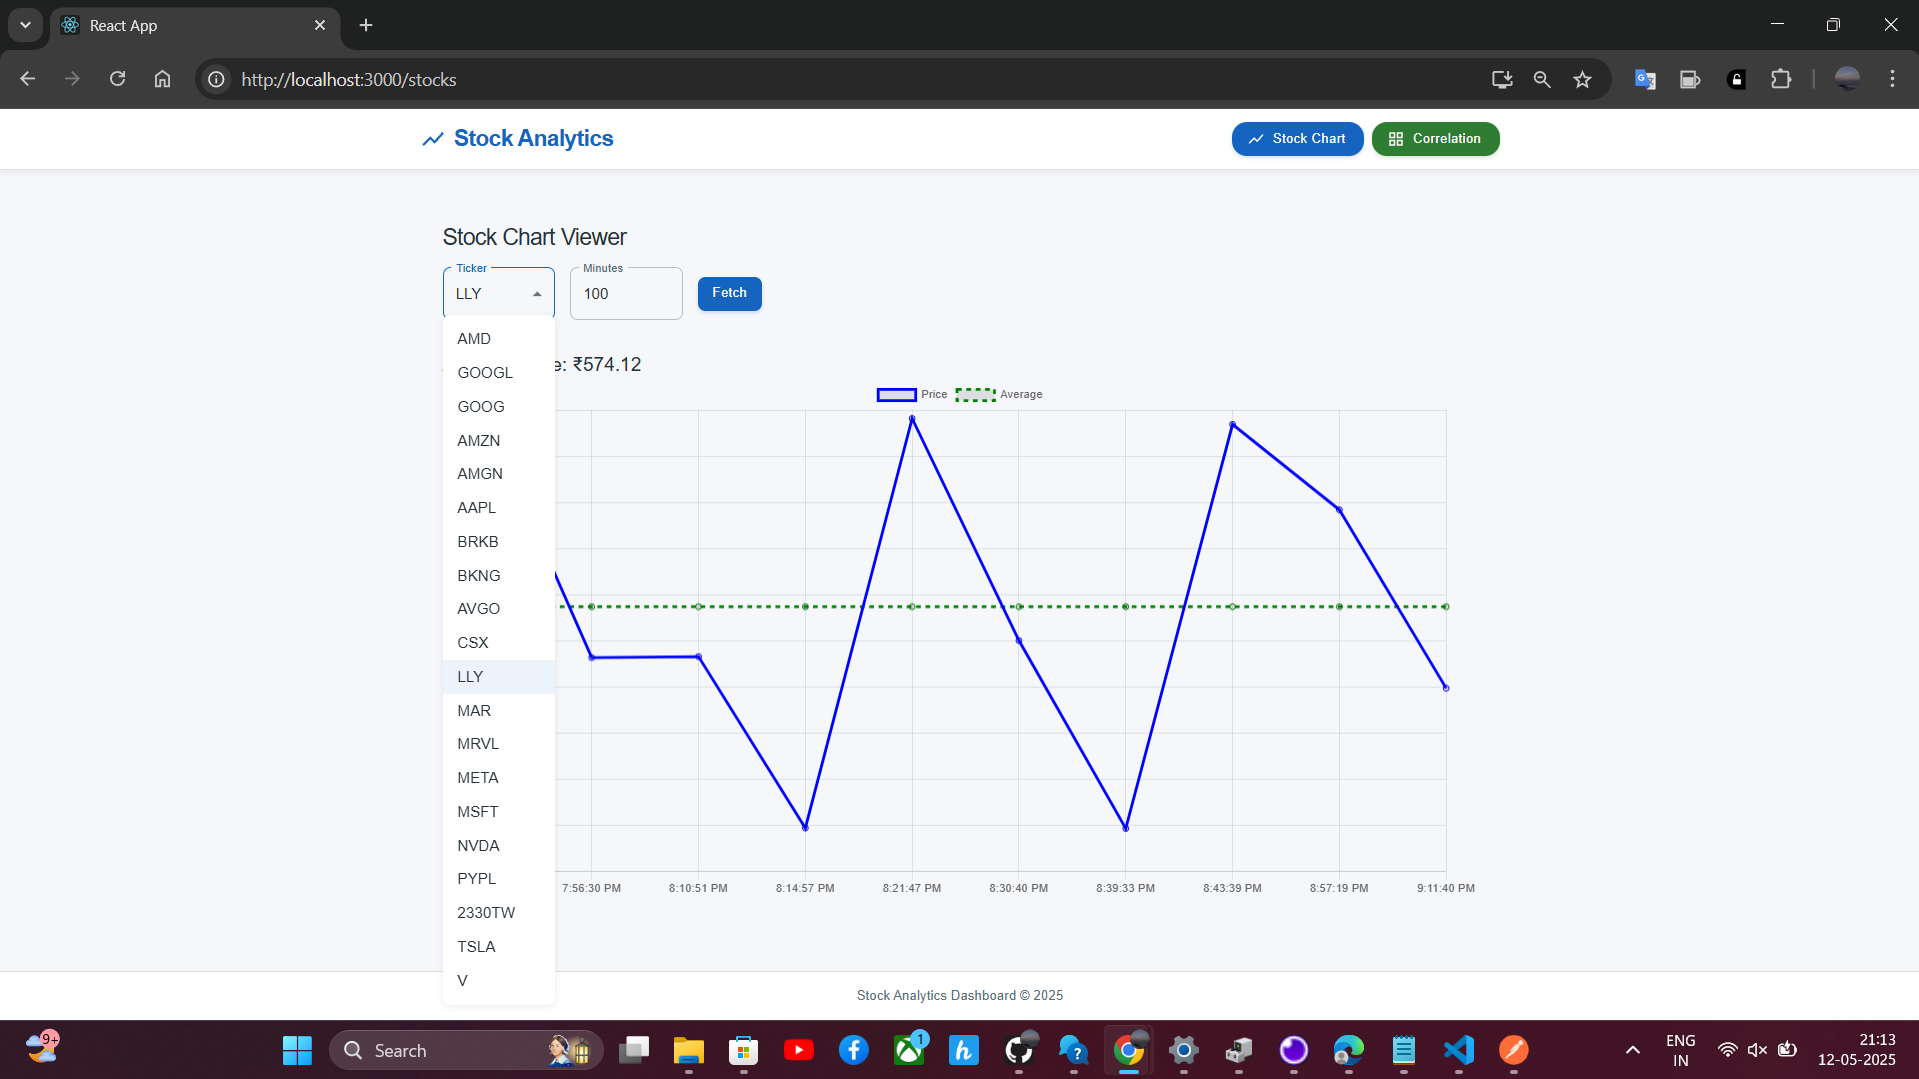 React App
http://localhost:3000/stocks
Stock Analytics
Stock Chart
Correlation
Stock Chart Viewer
Ticker
LLY
Minutes
100
Fetch
AMD
GOOGL
GOOG
AMZN
AMGN
AAPL
BRKB
BKNG
AVGO
CSX
LLY
MAR
MRVL
META
MSFT
NVDA
PYPL
2330TW
TSLA
V
e: ₹574.12
Price
Average
7:56:30 PM 8:10:51 PM 8:14:57 PM 8:21:47 PM 8:30:40 PM 8:39:33 PM 8:43:39 PM 8:57:19 PM 9:11:40 PM
Stock Analytics Dashboard © 2025
9+
Search
1
h
ENG
IN
21:13
12-05-2025